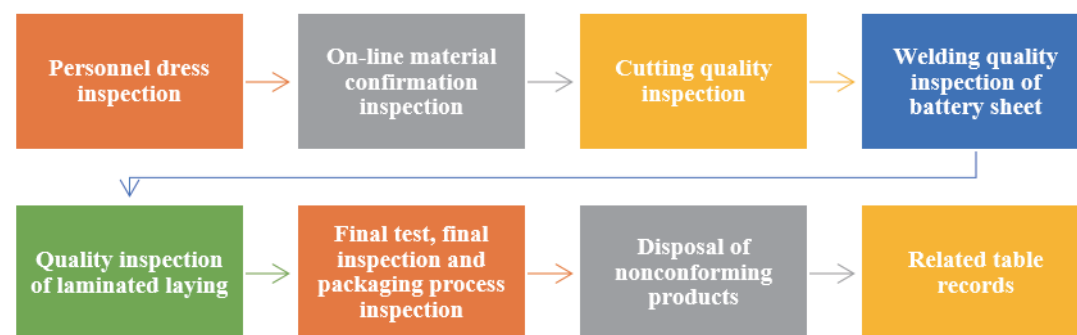 Personnel dress
inspection
On-line material
confirmation
inspection
Cutting quality
inspection
Welding quality
inspection of
battery sheet
Quality inspection
of laminated laying
Final test, final
inspection and
packaging process
inspection
Disposal of
nonconforming
products
Related table
records